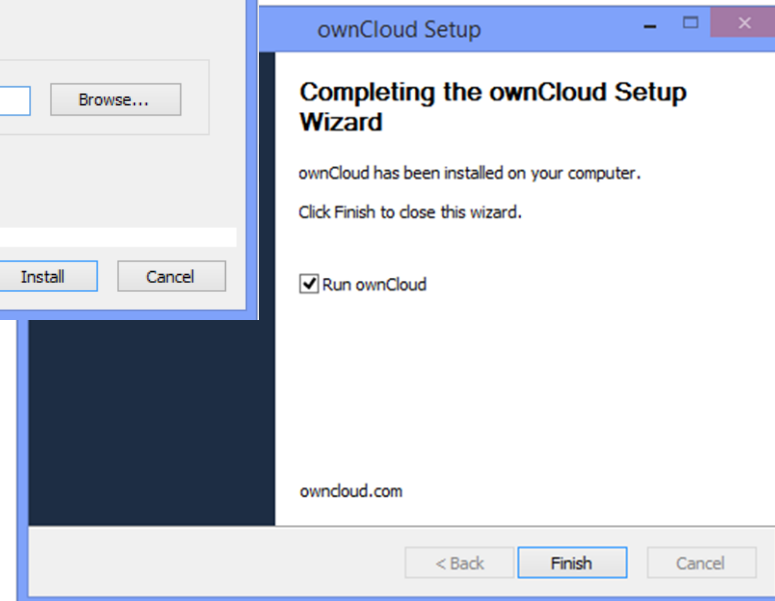 Browse...
Install
Cancel
ownCloud Setup
Completing the ownCloud Setup
Wizard
ownCloud has been installed on your computer.
Click Finish to close this wizard.
Run ownCloud
owncloud.com
< Back
Finish
Cancel